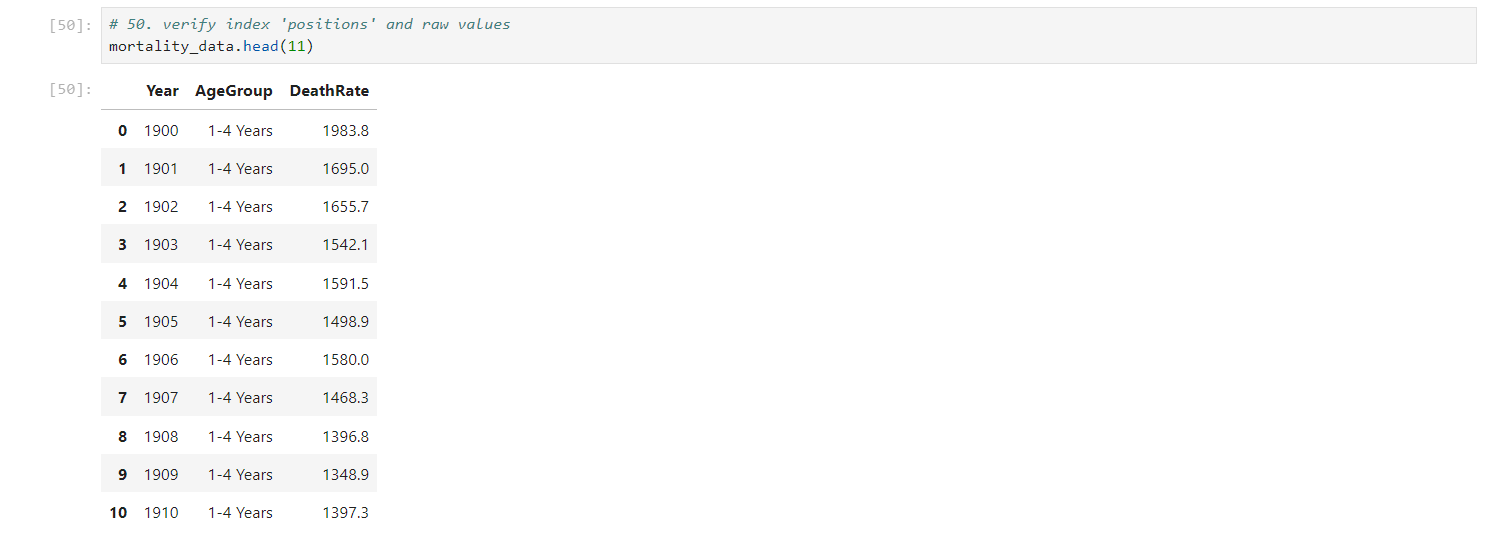 [50]: # 50. verify index 'positions' and raw values
mortality_data.head(11)
[50]: Year AgeGroup DeathRate
0 1900 1-4 Years 1983.8
1 1901 1-4 Years 1695.0
2 1902 1-4 Years 1655.7
3 1903 1-4 Years 1542.1
4 1904 1-4 Years 1591.5
5 1905 1-4 Years 1498.9
6 1906 1-4 Years 1580.0
7 1907 1-4 Years 1468.3
8 1908 1-4 Years 1396.8
9 1909 1-4 Years 1348.9
10 1910 1-4 Years 1397.3